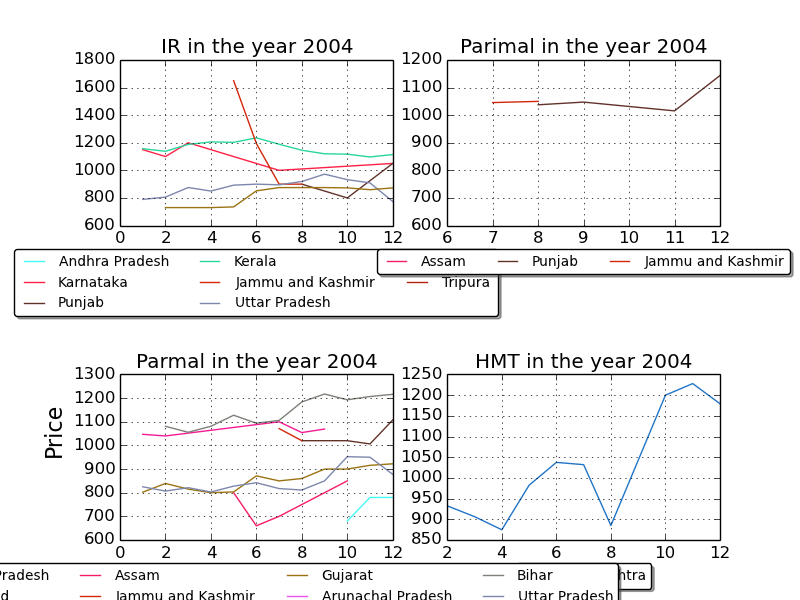 IR in the year 2004
Parimal in the year 2004
1800
1600
1400
1200
1000
800
600
0 2 4 6 8 10 12
1200
1100
1000
900
800
700
600
6 7 8 9 10 11 12
Andhra Pradesh Kerala
Karnataka Jammu and Kashmir Tripura
Punjab Uttar Pradesh
Assam Punjab Jammu and Kashmir
Parmal in the year 2004
HMT in the year 2004
Price
1300
1200
1100
1000
900
800
700
600
0 2 4 6 8 10 12
1250
1200
1150
1100
1050
1000
950
900
850
2 4 6 8 10 12
Pradesh Assam Gujarat Bihar htra
d Jammu and Kashmir Arunachal Pradesh Uttar Pradesh